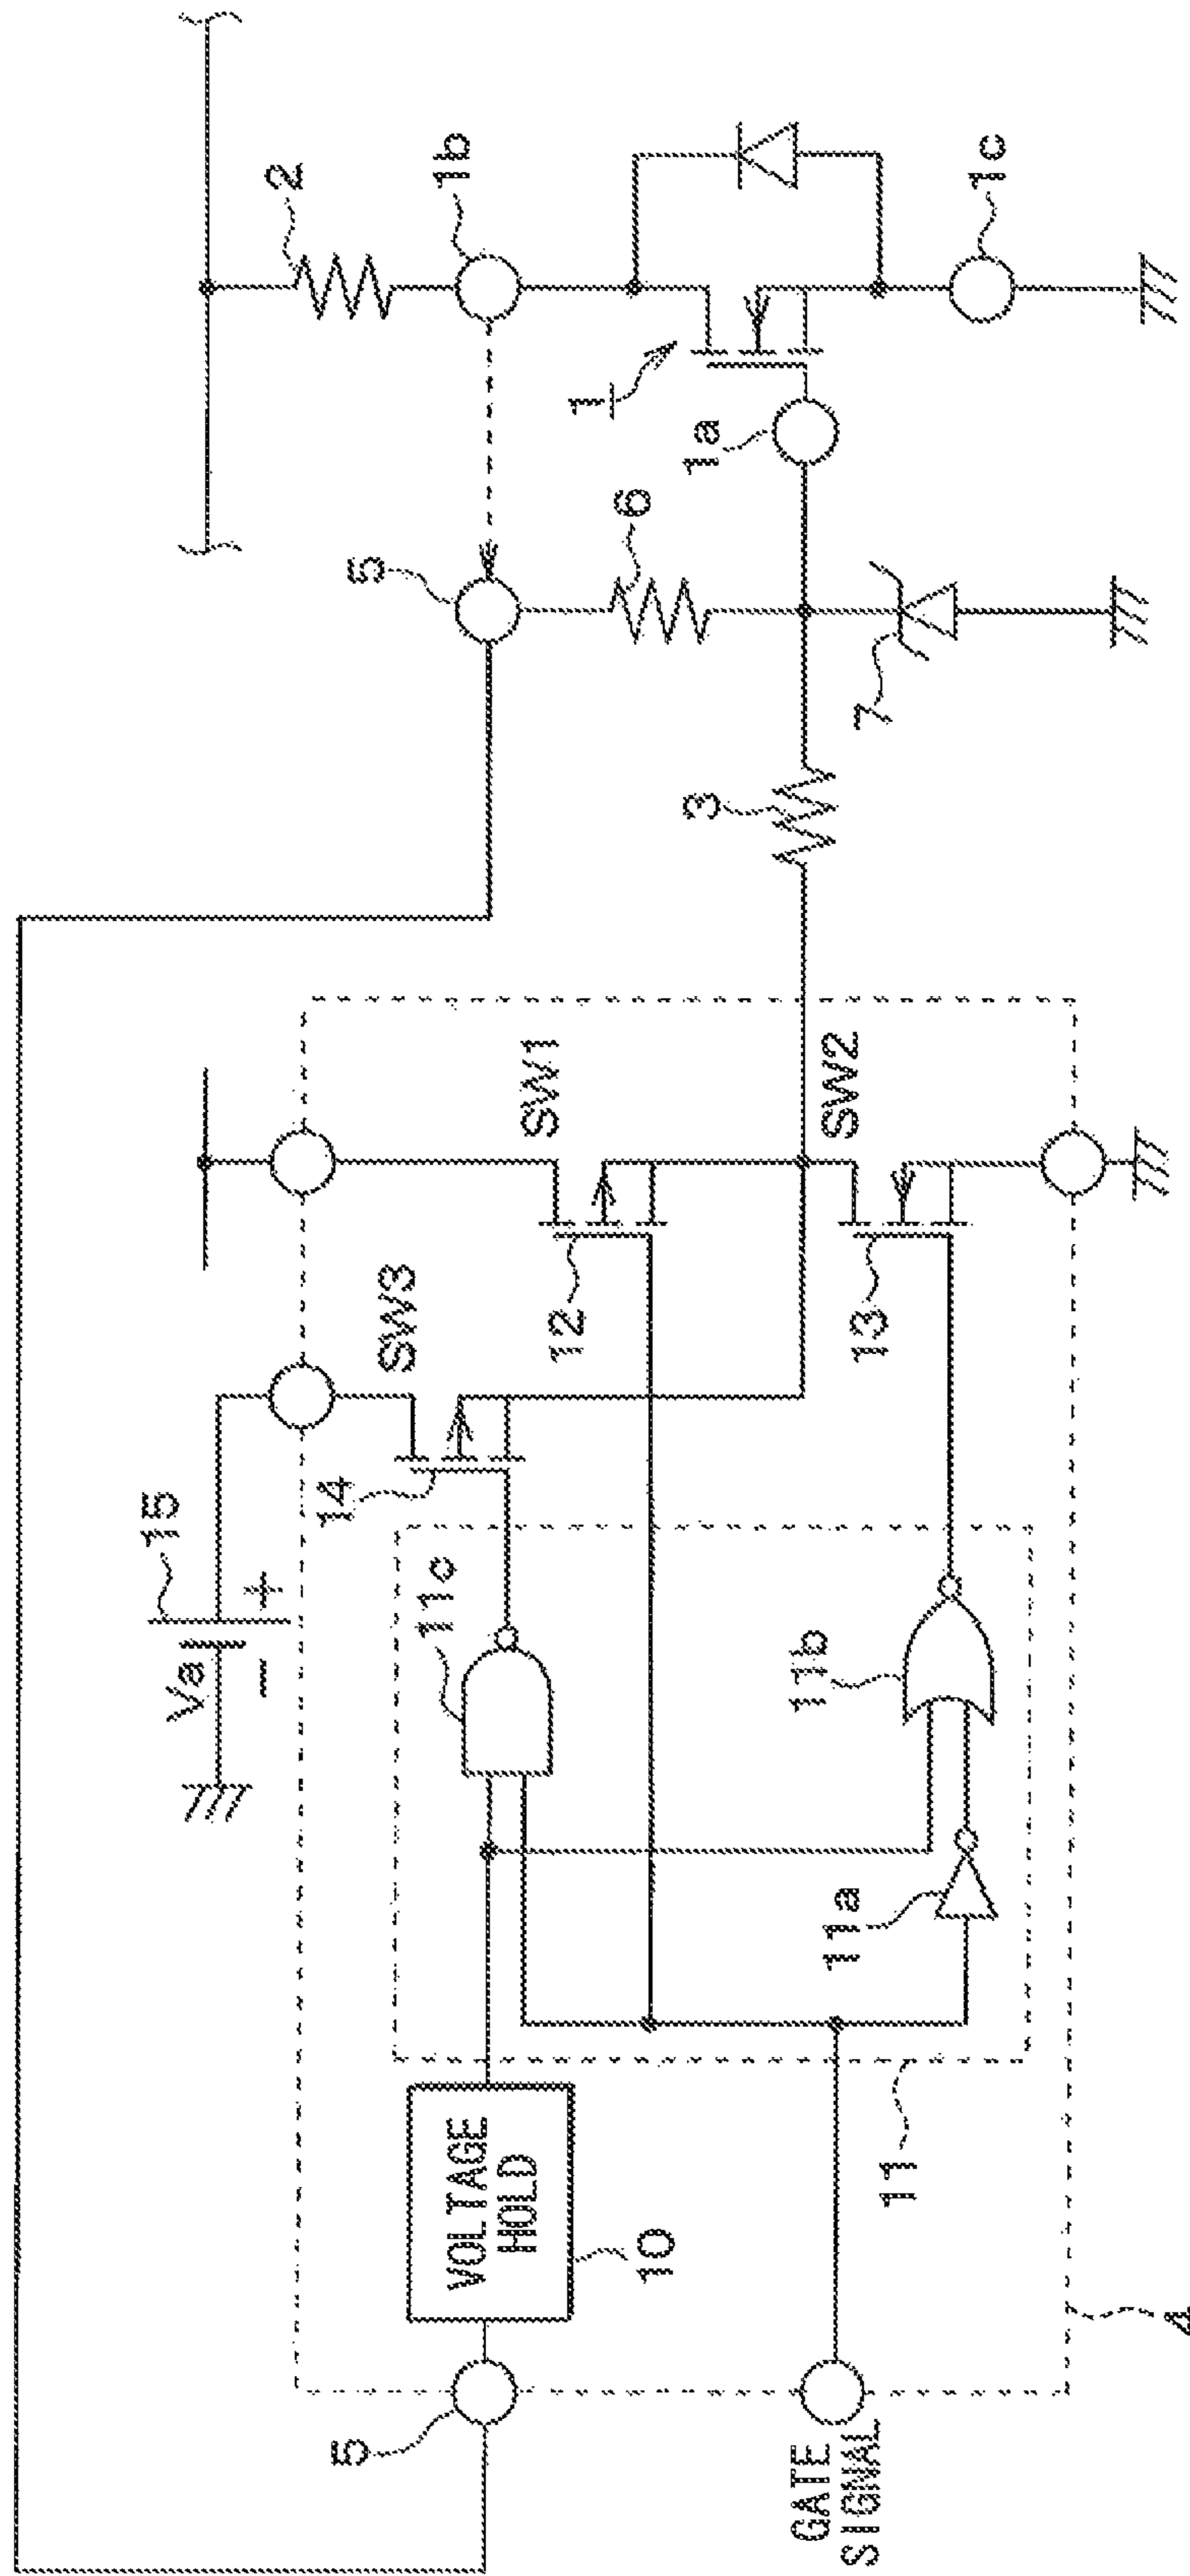 2
1b
5
6
1
1a
1c
7
3
SW1
SW2
SW3
12
13
14
15
Va
+
−
11c
11b
11a
11
VOLTAGE
HOLD
10
5
GATE
SIGNAL
4